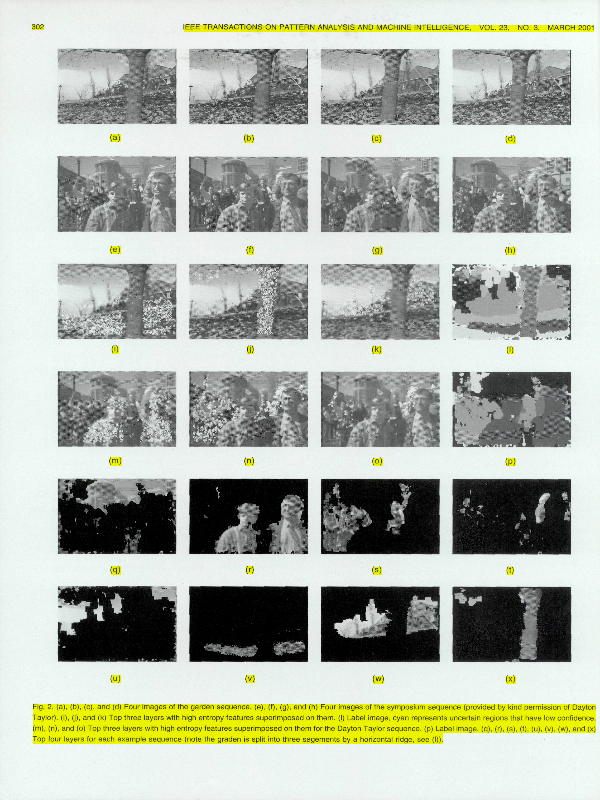 302
IEEE TRANSACTIONS ON PATTERN ANALYSIS AND MACHINE INTELLIGENCE, VOL. 23, NO. 3, MARCH 2001
(a) (b) (c) (d)
(e) (f) (g) (h)
(i) (j) (k) (l)
(m) (n) (o) (p)
(q) (r) (s) (t)
(u) (v) (w) (x)
Fig. 2. (a), (b), (c), and (d) Four images of the garden sequence. (e), (f), (g), and (h) Four images of the symposium sequence (provided by kind permission of Dayton
Taylor). (i), (j), and (k) Top three layers with high entropy features superimposed on them. (l) Label image, cyan represents uncertain regions that have low confidence.
(m), (n), and (o) Top three layers with high entropy features superimposed on them for the Dayton Taylor sequence. (p) Label image. (q), (r), (s), (t), (u), (v), (w), and (x)
Top four layers for each example sequence (note the graden is split into three segements by a horizontal ridge, see (l)).